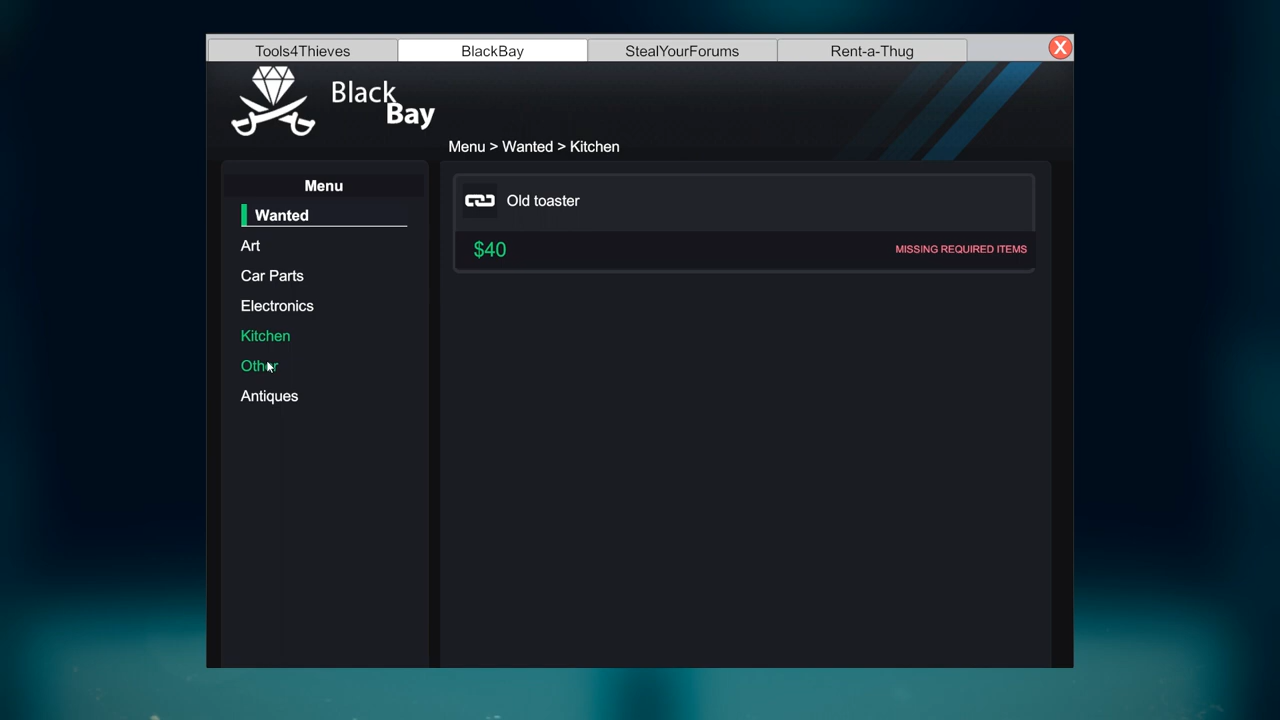 Tools4Thieves
BlackBay
StealYourForums
Rent-a-Thug
X
Black
Bay
Menu > Wanted > Kitchen
Menu
Wanted
Art
Car Parts
Electronics
Kitchen
Other
Antiques
Old toaster
$40
MISSING REQUIRED ITEMS